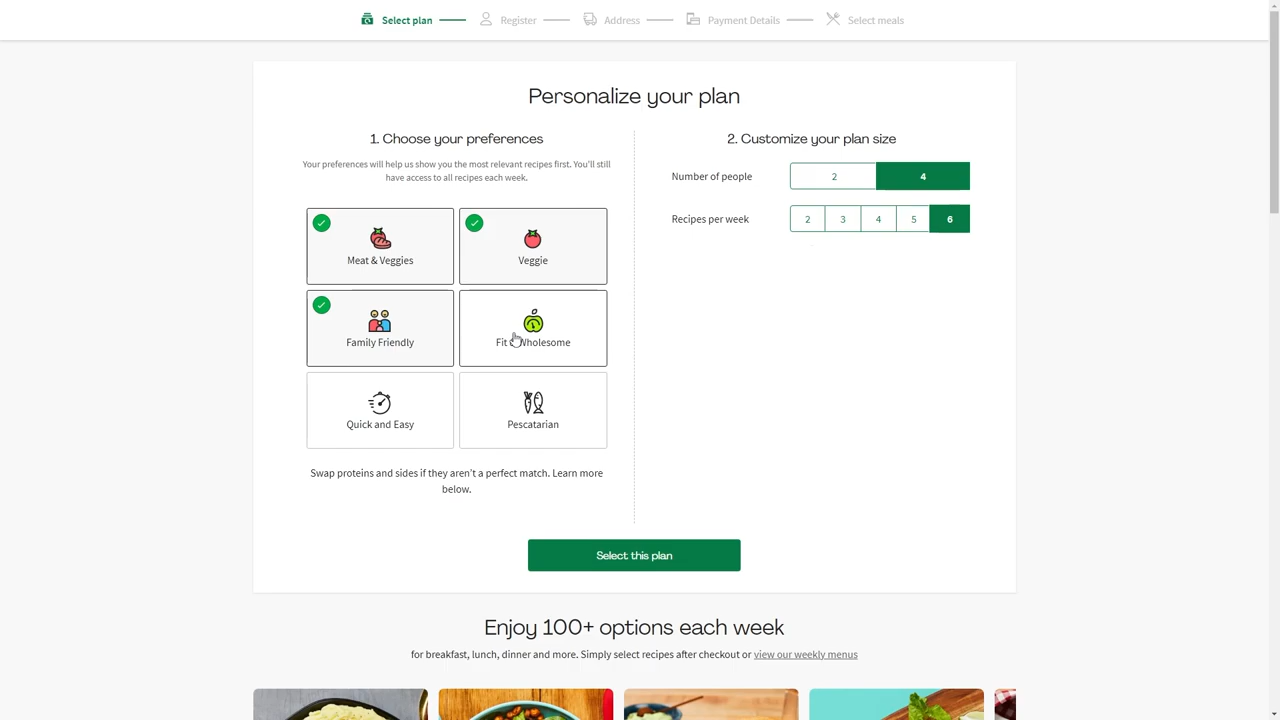 Select plan
Register
Address
Payment Details
Select meals
Personalize your plan
1. Choose your preferences
Your preferences will help us show you the most relevant recipes first. You'll still
have access to all recipes each week.
Meat & Veggies
Veggie
Family Friendly
Fit & Wholesome
Quick and Easy
Pescatarian
Swap proteins and sides if they aren't a perfect match. Learn more
below.
2. Customize your plan size
Number of people
2
4
Recipes per week
2
3
4
5
6
Select this plan
Enjoy 100+ options each week
for breakfast, lunch, dinner and more. Simply select recipes after checkout or view our weekly menus